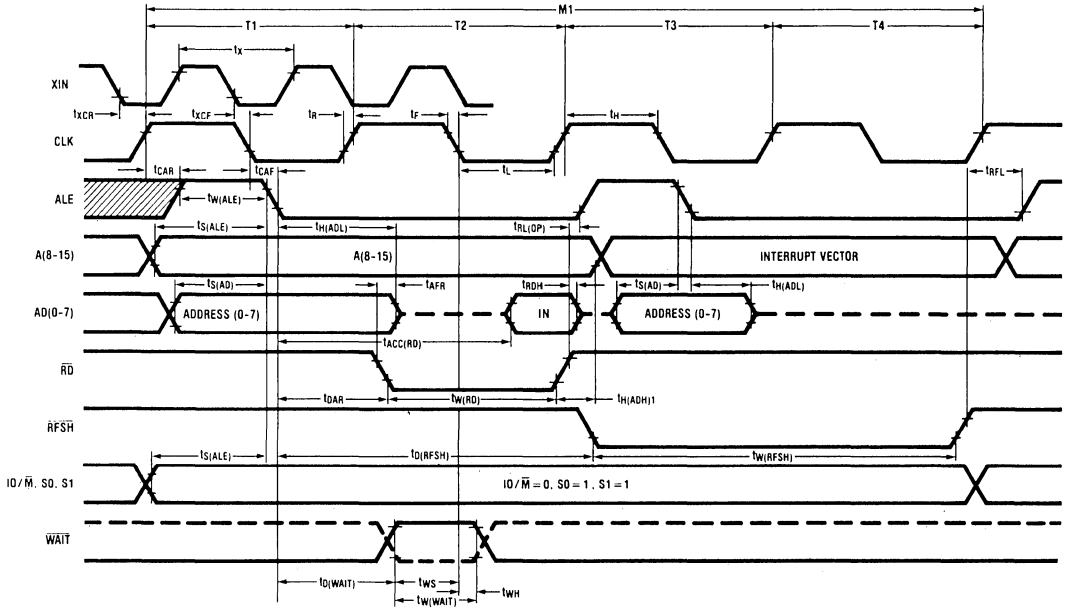 M1
T1 T2 T3 T4
tX
XIN
tXCR tXCF tR tF tH
CLK
tCAR tCAF tL tRFL
ALE
tW(ALE)
tS(ALE) tH(ADL) tRL(OP)
A(8-15) A(8-15) INTERRUPT VECTOR
tS(AD) tAFR tRDH tS(AD) tH(ADL)
AD(0-7) ADDRESS (0-7) IN ADDRESS (0-7)
tACC(RD)
R̅D̅
tDAR tW(RD) tH(ADH)1
R̅F̅S̅H̅
tS(ALE) tD(RFSH) tW(RFSH)
IO/M̅, S0, S1 IO/M̅=0, S0=1, S1=1
W̅A̅I̅T̅
tD(WAIT) tWS tWH
tW(WAIT)